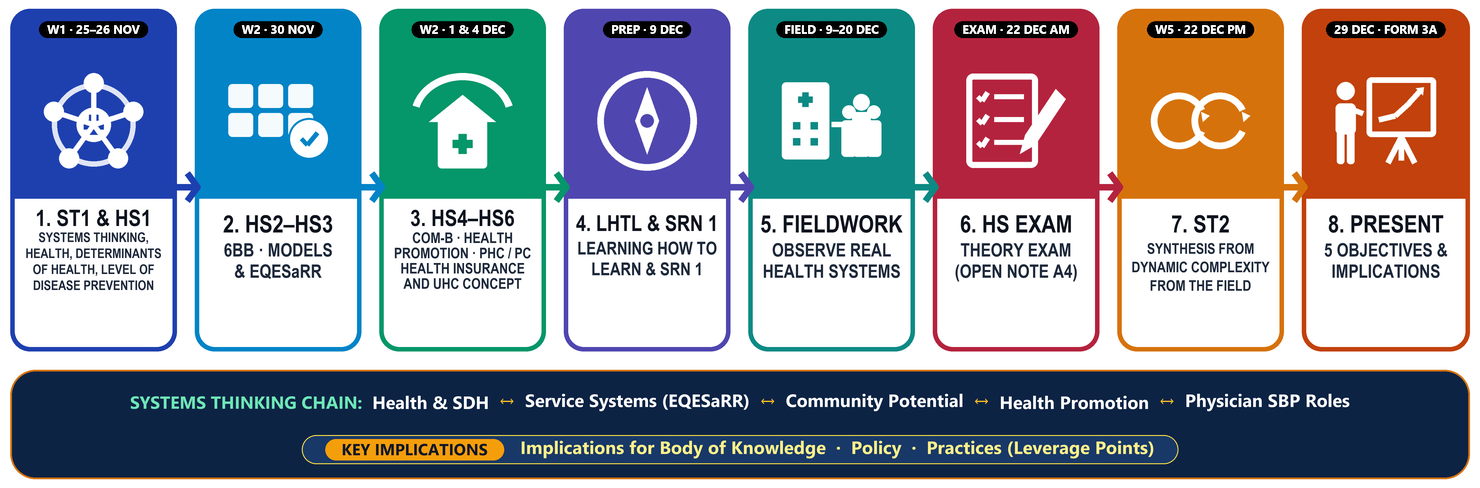 W1 · 25–26 NOV
1. ST1 & HS1
SYSTEMS THINKING,
HEALTH, DETERMINANTS
OF HEALTH, LEVEL OF
DISEASE PREVENTION
W2 · 30 NOV
2. HS2–HS3
6BB · MODELS
& EQESaRR
W2 · 1 & 4 DEC
3. HS4–HS6
COM-B · HEALTH
PROMOTION · PHC / PC
HEALTH INSURANCE
AND UHC CONCEPT
PREP · 9 DEC
4. LHTL & SRN 1
LEARNING HOW TO
LEARN & SRN 1
FIELD · 9–20 DEC
5. FIELDWORK
OBSERVE REAL
HEALTH SYSTEMS
EXAM · 22 DEC AM
6. HS EXAM
THEORY EXAM
(OPEN NOTE A4)
W5 · 22 DEC PM
7. ST2
SYNTHESIS FROM
DYNAMIC COMPLEXITY
FROM THE FIELD
29 DEC · FORM 3A
8. PRESENT
5 OBJECTIVES &
IMPLICATIONS
SYSTEMS THINKING CHAIN: Health & SDH ↔ Service Systems (EQESaRR) ↔ Community Potential ↔ Health Promotion ↔ Physician SBP Roles
KEY IMPLICATIONS Implications for Body of Knowledge · Policy · Practices (Leverage Points)